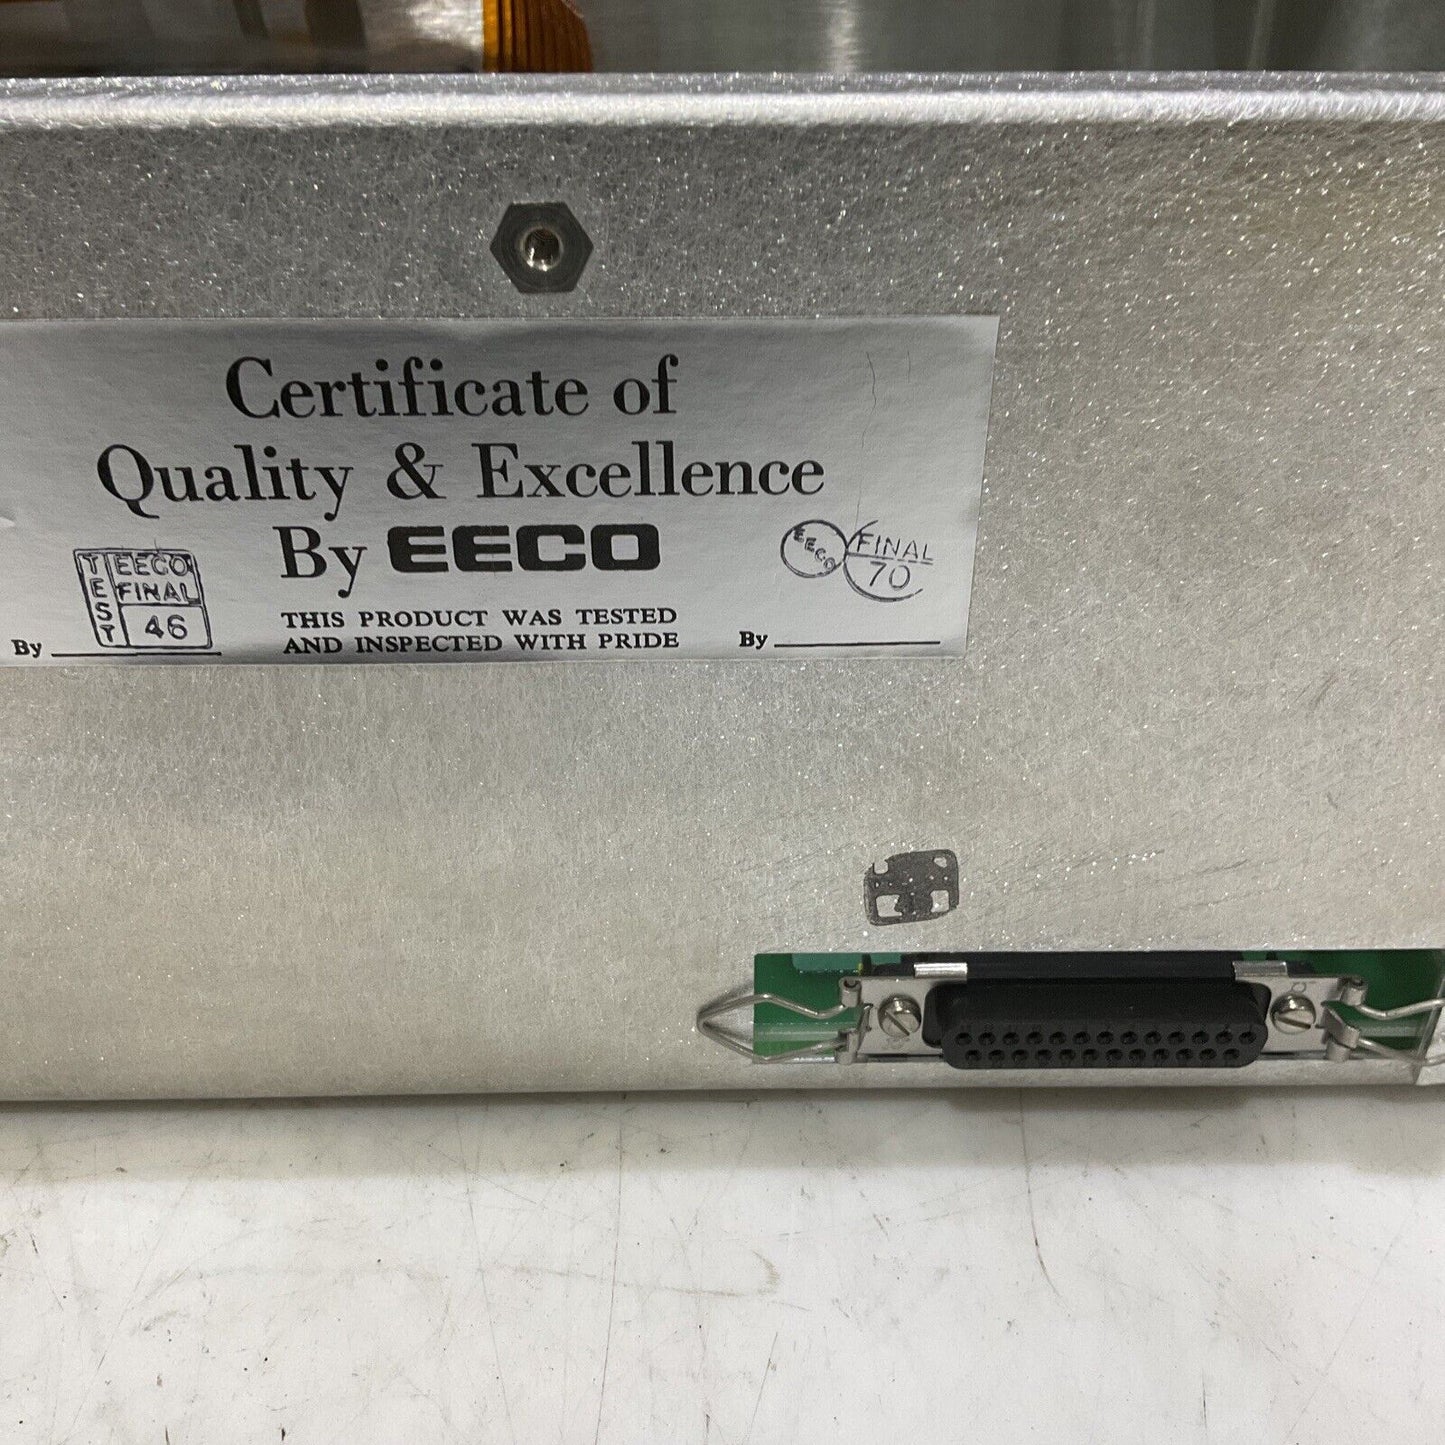 Certificate of
Quality & Excellence
By EECO
TEST EECO FINAL 46
EECO FINAL 70
THIS PRODUCT WAS TESTED
AND INSPECTED WITH PRIDE
By
By